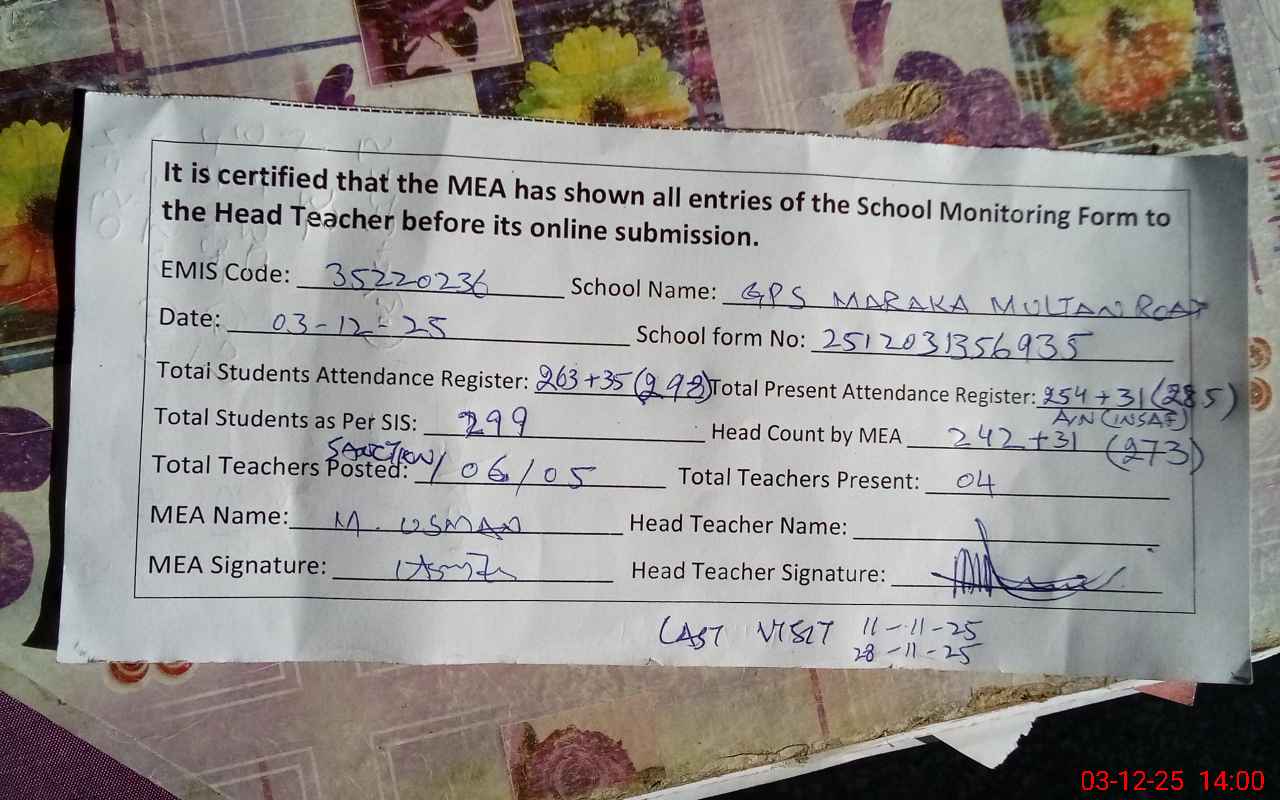 It is certified that the MEA has shown all entries of the School Monitoring Form to
the Head Teacher before its online submission.
EMIS Code: 35220236 School Name: GPS MARAKA MULTAN ROAD
Date: 03-12-25 School form No: 2512031356935
Total Students Attendance Register: 263+35(298) Total Present Attendance Register: 254+31(285)
A/N (INSAF)
Total Students as Per SIS: 299 Head Count by MEA 242+31 (273)
SANCTION/
Total Teachers Posted: 06/05 Total Teachers Present: 04
MEA Name: M. USMAN Head Teacher Name:
MEA Signature: Head Teacher Signature:
LAST VISIT 11-11-25
28-11-25
03-12-25 14:00